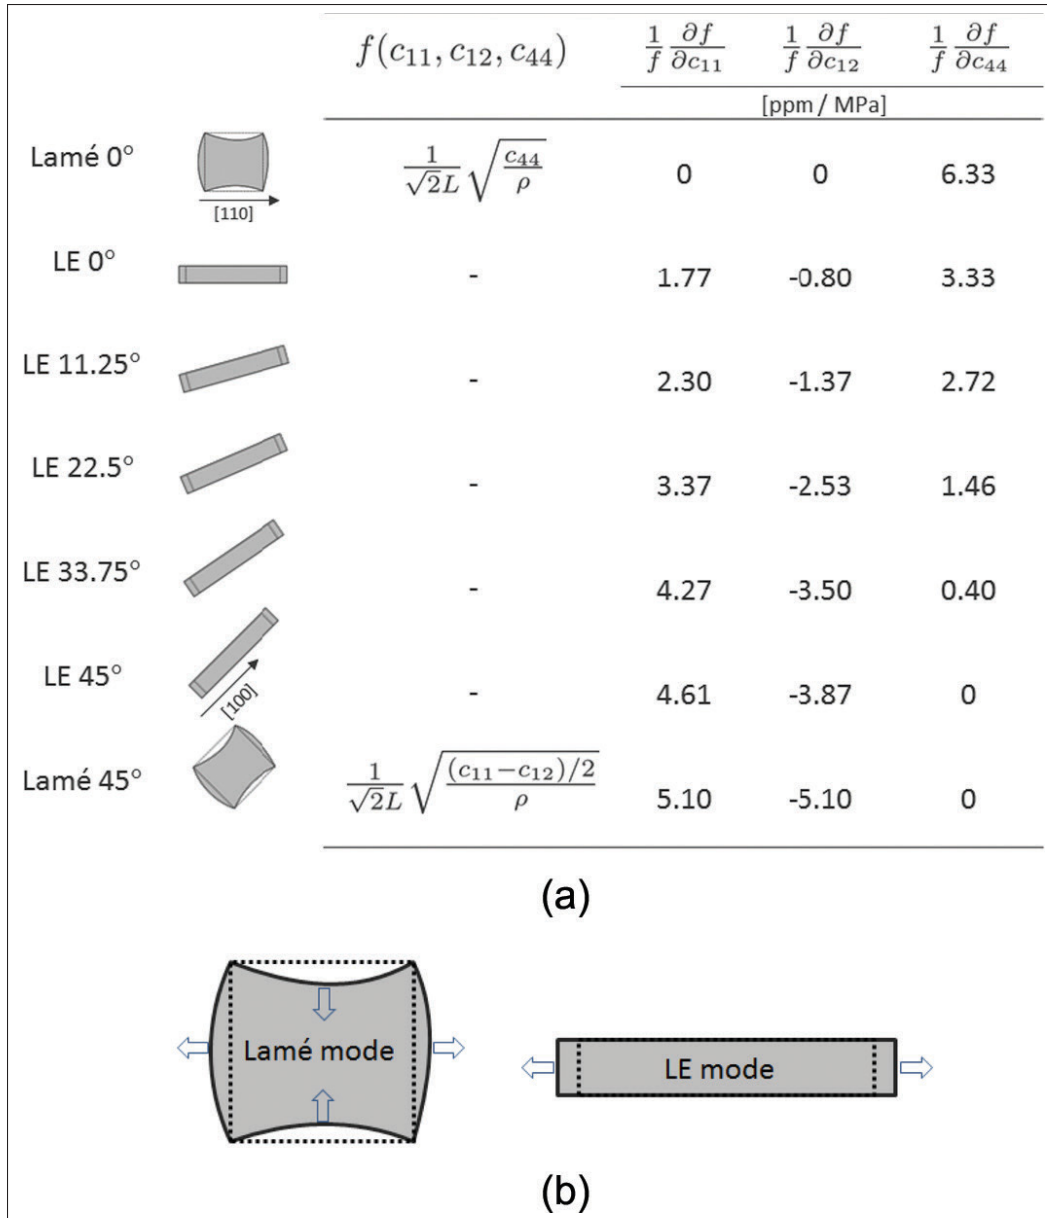 f(c₁₁, c₁₂, c₄₄) 1/f ∂f/∂c₁₁ 1/f ∂f/∂c₁₂ 1/f ∂f/∂c₄₄
[ppm / MPa]
Lamé 0° 1/(√2L) √(c₄₄/ρ) 0 0 6.33
[110]
LE 0° - 1.77 -0.80 3.33
LE 11.25° - 2.30 -1.37 2.72
LE 22.5° - 3.37 -2.53 1.46
LE 33.75° - 4.27 -3.50 0.40
LE 45° - 4.61 -3.87 0
[100]
Lamé 45° 1/(√2L) √((c₁₁−c₁₂)/2/ρ) 5.10 -5.10 0
(a)
Lamé mode LE mode
(b)